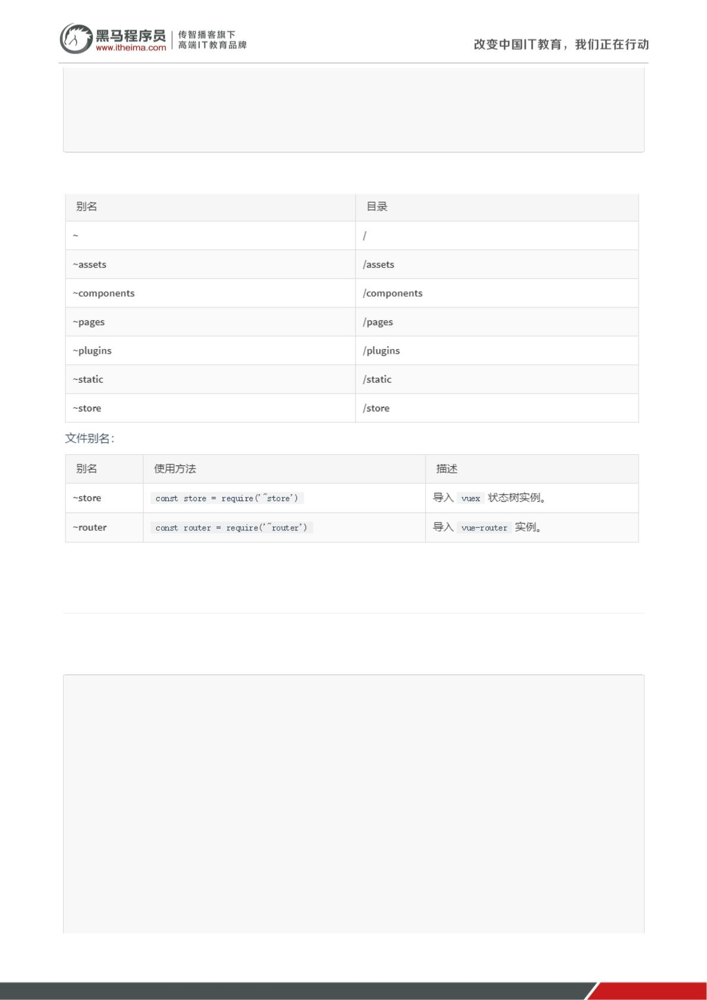 黑马程序员 传智播客旗下
www.itheima.com 高端IT教育品牌
改变中国IT教育，我们正在行动
别名 目录
~ /
~assets /assets
~components /components
~pages /pages
~plugins /plugins
~static /static
~store /store
文件别名：
别名 使用方法 描述
~store const store = require('~store') 导入 vuex 状态树实例。
~router const router = require('~router') 导入 vue-router 实例。